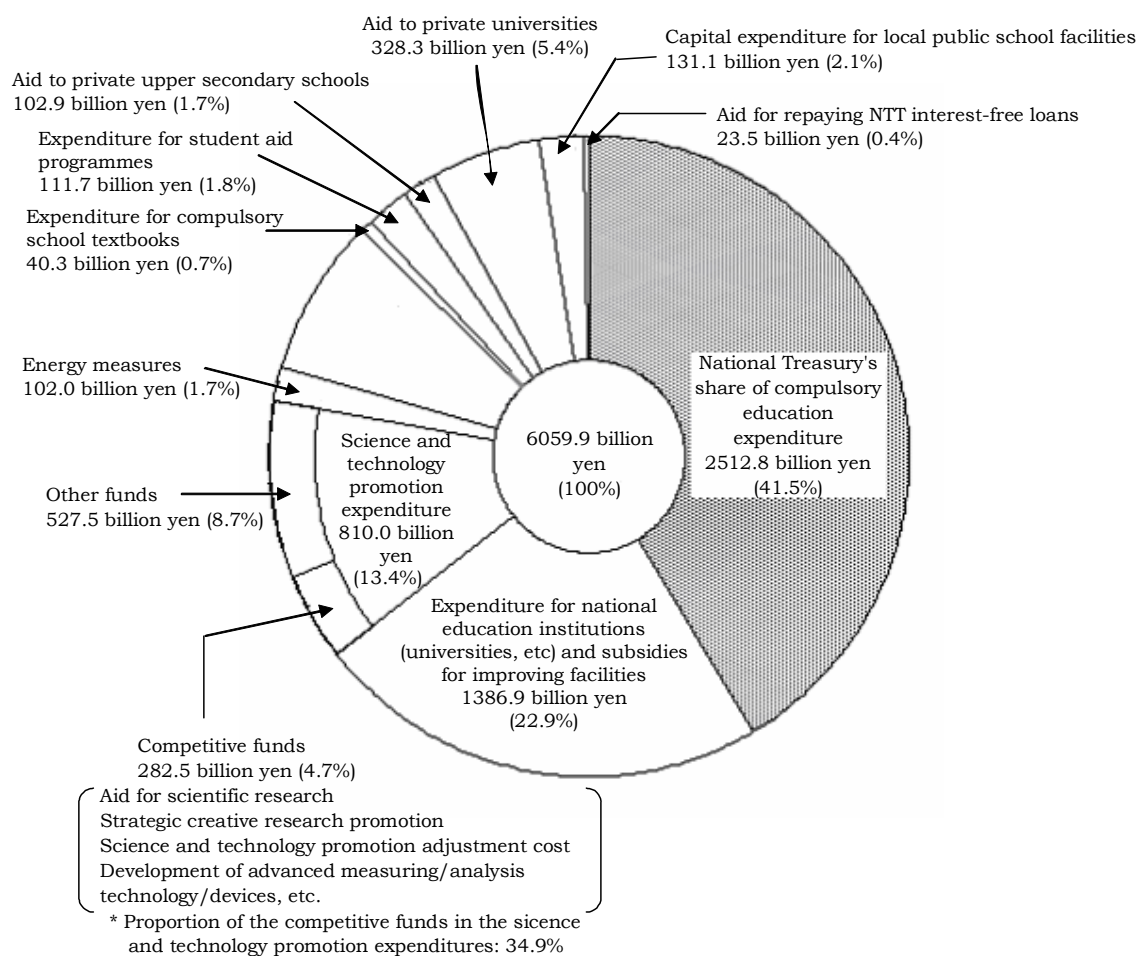 Aid to private universities
328.3 billion yen (5.4%)
Capital expenditure for local public school facilities
131.1 billion yen (2.1%)
Aid to private upper secondary schools
102.9 billion yen (1.7%)
Aid for repaying NTT interest-free loans
23.5 billion yen (0.4%)
Expenditure for student aid
programmes
111.7 billion yen (1.8%)
Expenditure for compulsory
school textbooks
40.3 billion yen (0.7%)
Energy measures
102.0 billion yen (1.7%)
National Treasury's
share of compulsory
education
expenditure
2512.8 billion yen
(41.5%)
6059.9 billion
yen
(100%)
Science and
technology
promotion
expenditure
810.0 billion
yen
(13.4%)
Other funds
527.5 billion yen (8.7%)
Expenditure for national
education institutions
(universities, etc) and subsidies
for improving facilities
1386.9 billion yen
(22.9%)
Competitive funds
282.5 billion yen (4.7%)
Aid for scientific research
Strategic creative research promotion
Science and technology promotion adjustment cost
Development of advanced measuring/analysis
technology/devices, etc.
* Proportion of the competitive funds in the sicence
and technology promotion expenditures: 34.9%